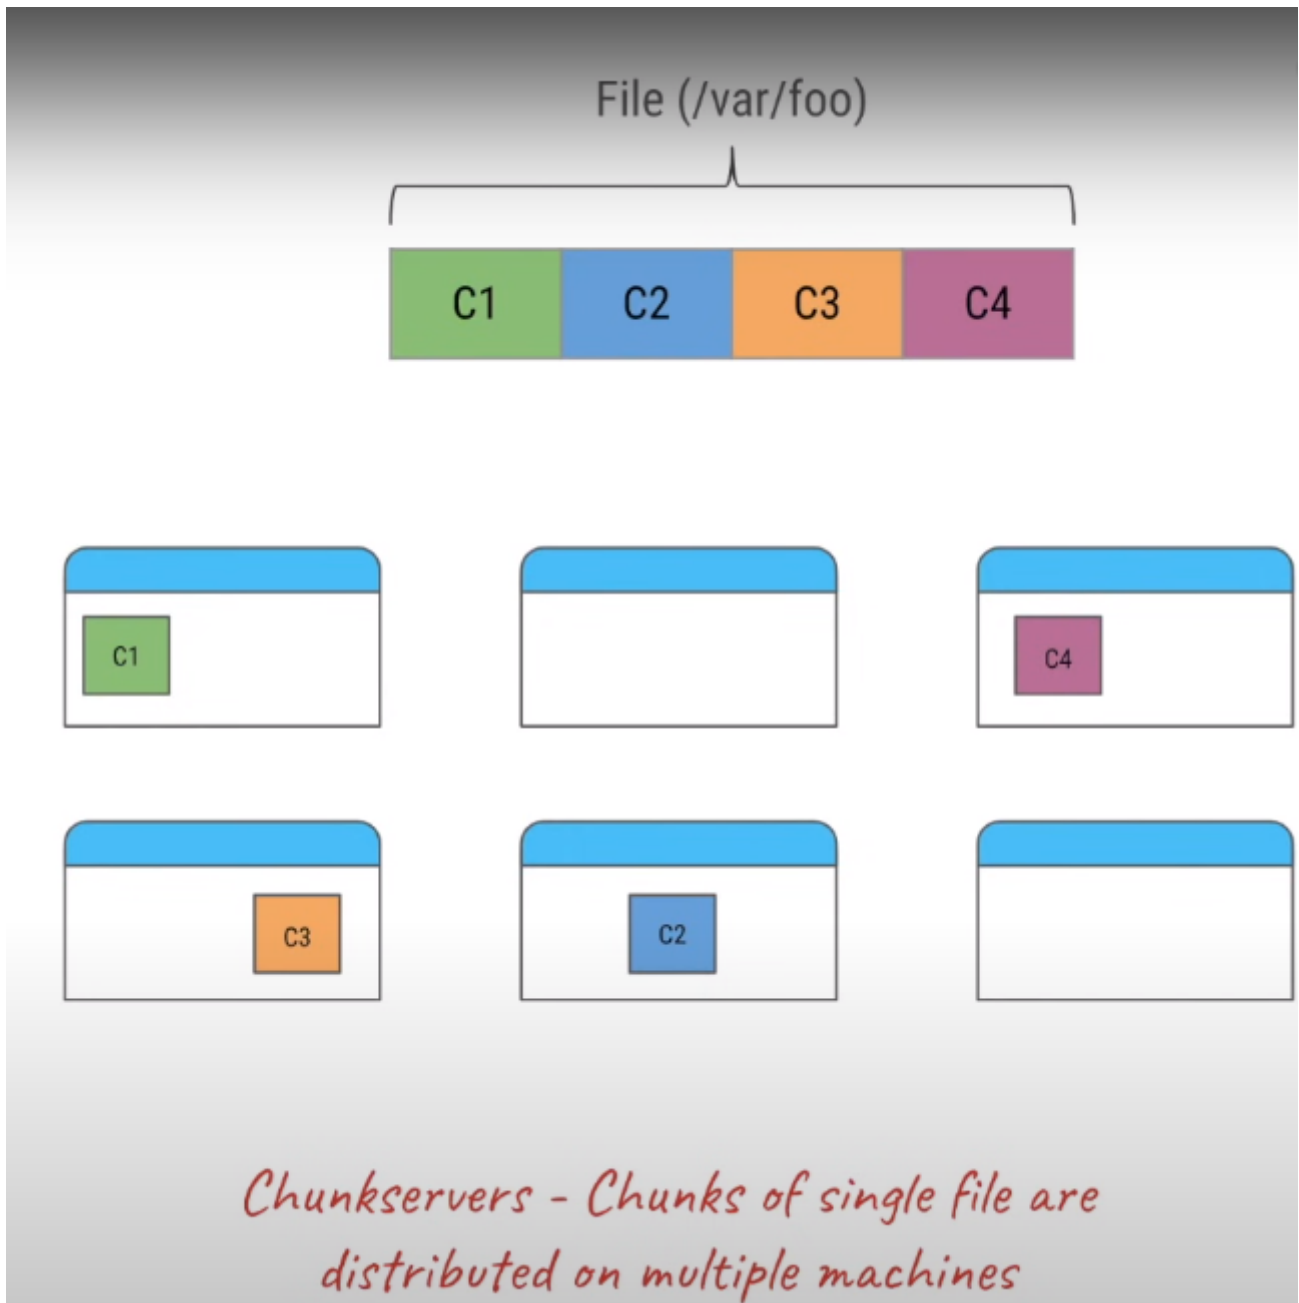 File (/var/foo)
C1 C2 C3 C4
C1
C4
C3
C2
Chunkservers - Chunks of single file are
distributed on multiple machines